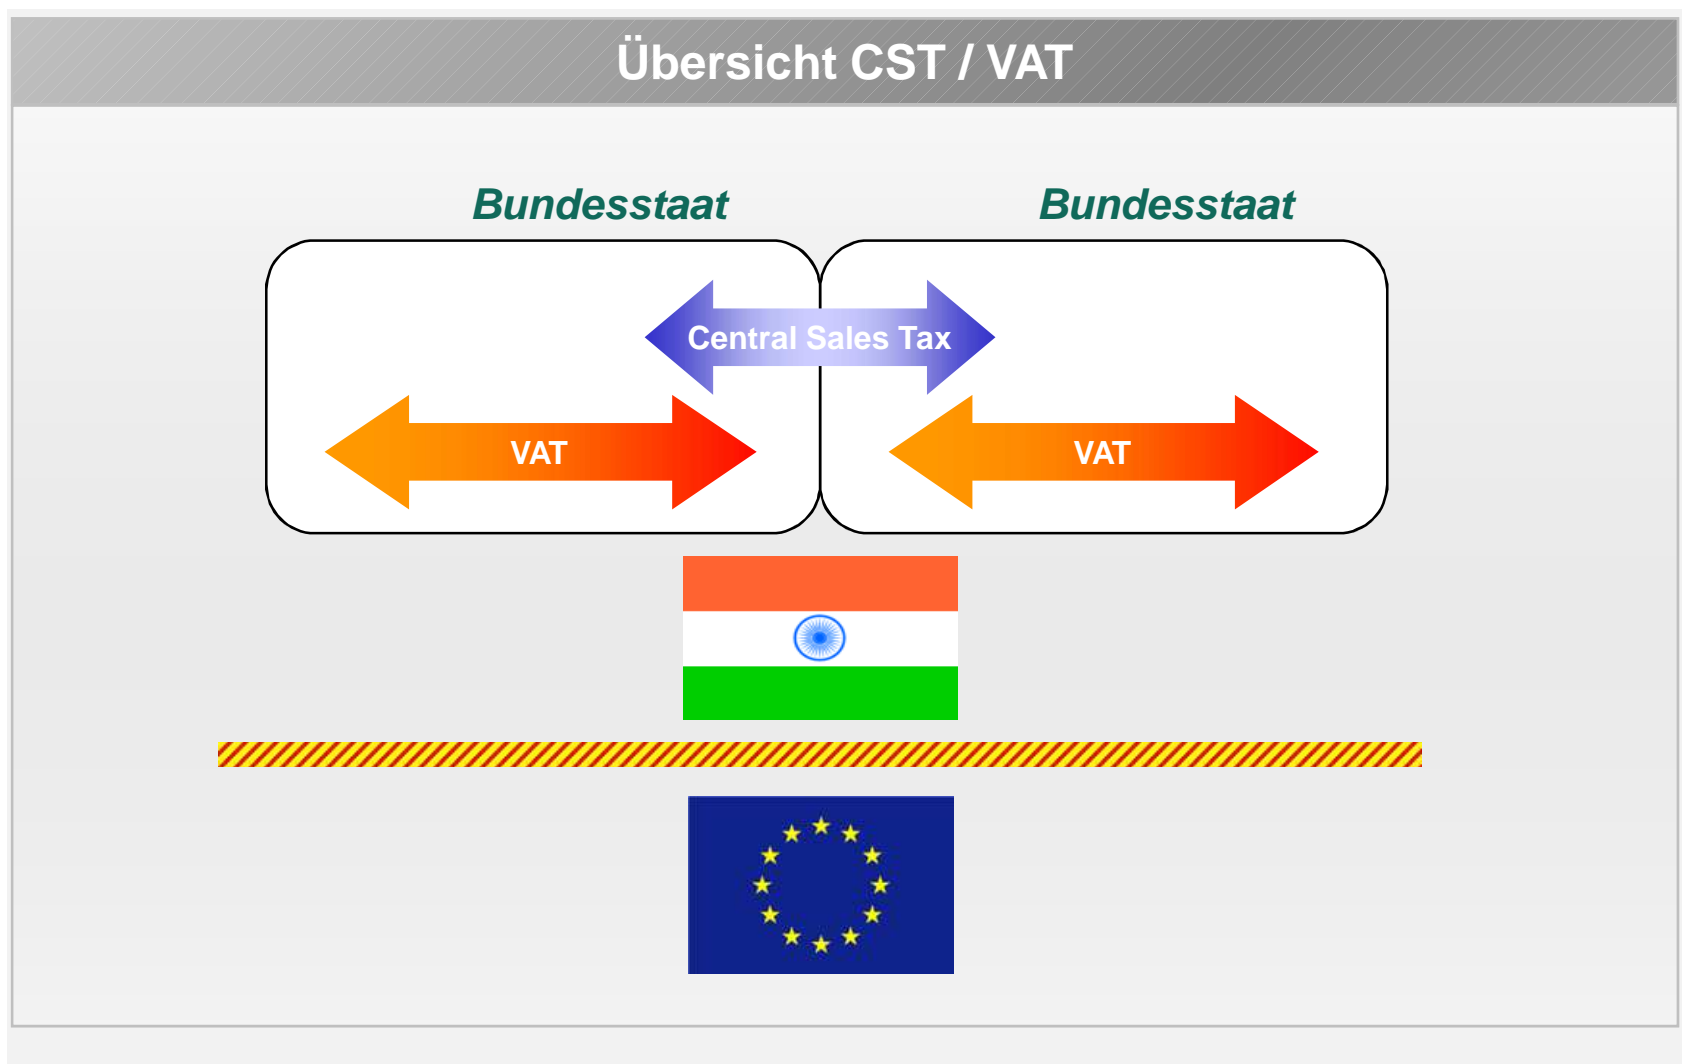 Übersicht CST / VAT
Bundesstaat
Bundesstaat
Central Sales Tax
VAT
VAT